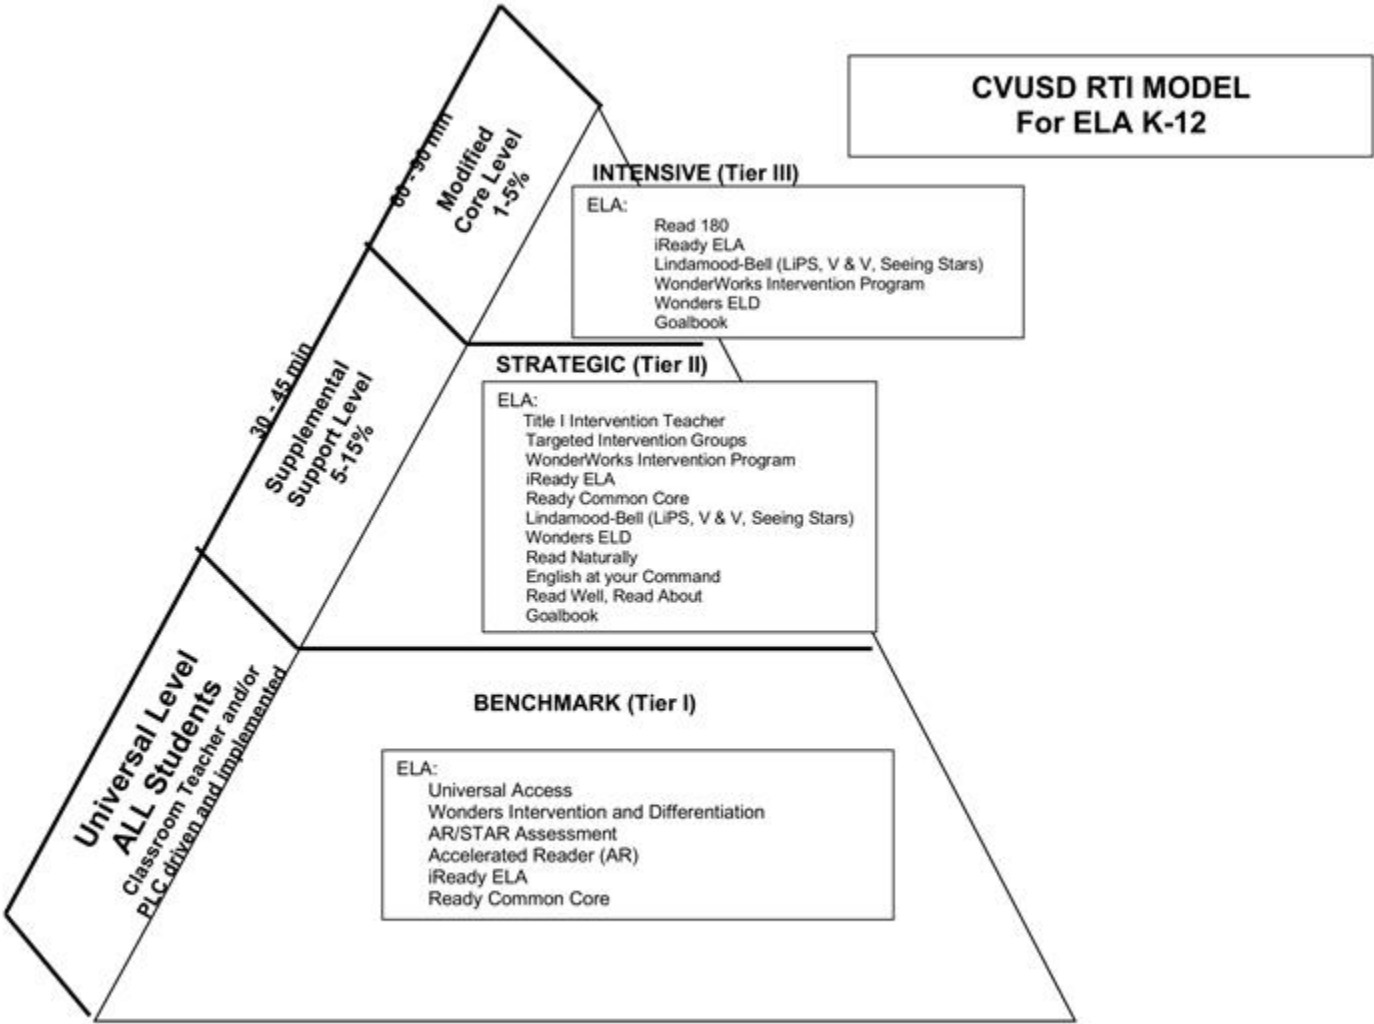 CVUSD RTI MODEL
For ELA K-12
60 - 90 min
Modified
Core Level
1-5%
INTENSIVE (Tier III)
ELA:
Read 180
iReady ELA
Lindamood-Bell (LiPS, V & V, Seeing Stars)
WonderWorks Intervention Program
Wonders ELD
Goalbook
30 - 45 min
Supplemental
Support Level
5-15%
STRATEGIC (Tier II)
ELA:
Title I Intervention Teacher
Targeted Intervention Groups
WonderWorks Intervention Program
iReady ELA
Ready Common Core
Lindamood-Bell (LiPS, V & V, Seeing Stars)
Wonders ELD
Read Naturally
English at your Command
Read Well, Read About
Goalbook
Universal Level
ALL Students
Classroom Teacher and/or
PLC driven and implemented
BENCHMARK (Tier I)
ELA:
Universal Access
Wonders Intervention and Differentiation
AR/STAR Assessment
Accelerated Reader (AR)
iReady ELA
Ready Common Core